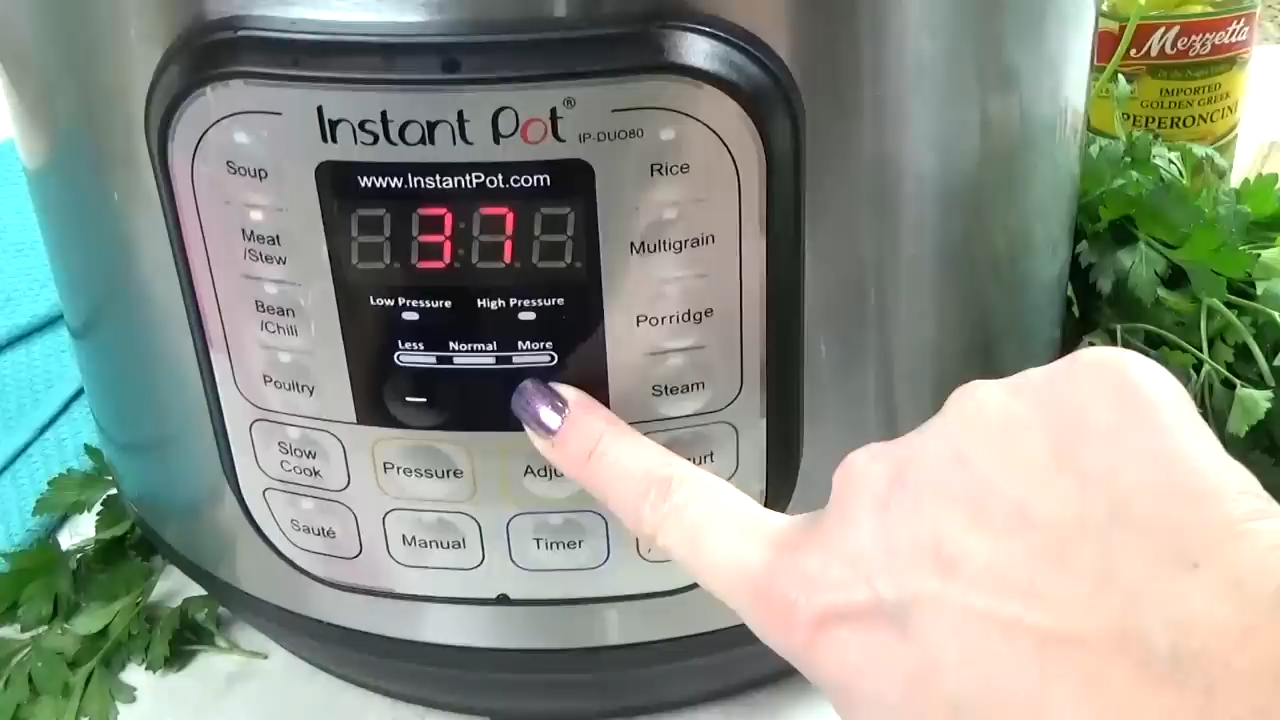 Instant Pot® IP-DUO80
www.InstantPot.com
37
Low Pressure High Pressure
Less Normal More
−
Soup
Meat
/Stew
Bean
/Chili
Poultry
Rice
Multigrain
Porridge
Steam
Slow
Cook
Pressure
Sauté
Manual
Timer
Mezzetta
IMPORTED
GOLDEN GREEK
PEPERONCINI